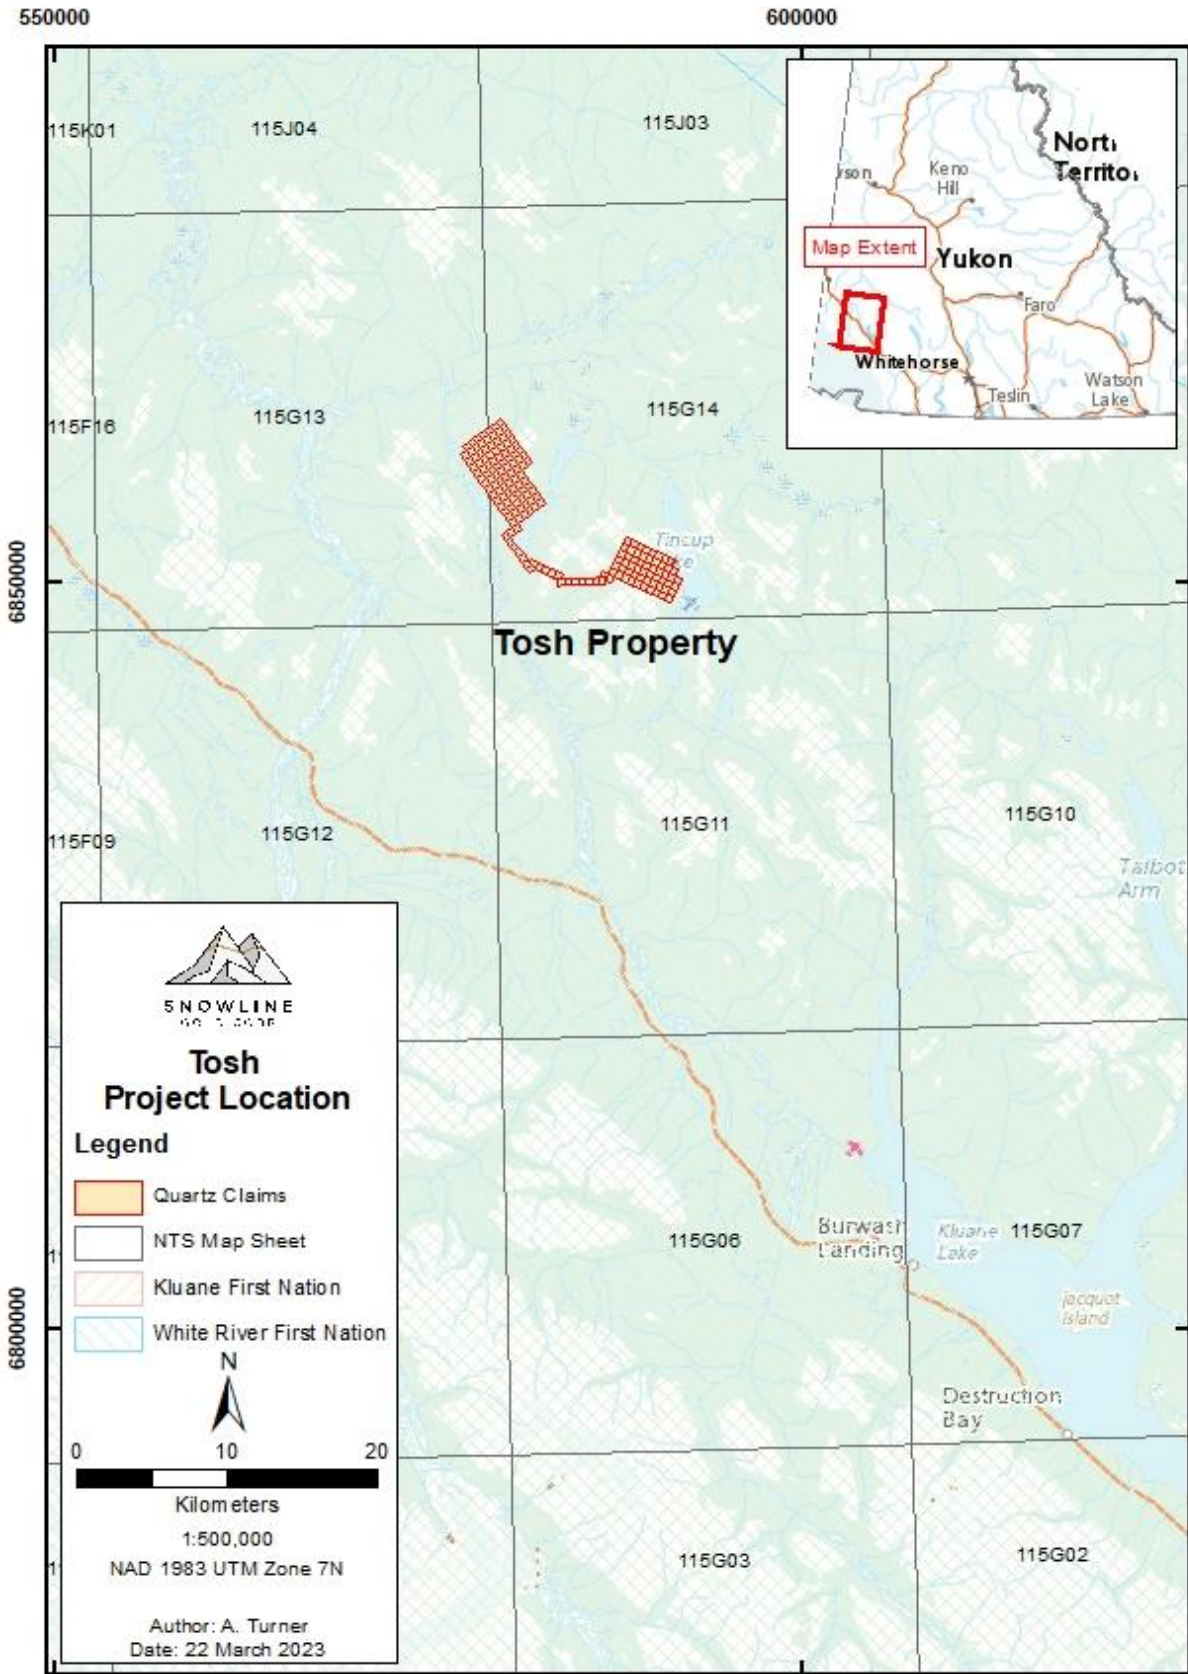 550000
600000
115K01
115J04
115J03
North
Keno
Hill
Map Extent
Yukon
Faro
Whitehorse
Teslin
Watson
Lake
115F16
115G13
115G14
6850000
Tincup
Tosh Property
115F09
115G12
115G11
115G10
Talbot
Arm
SNOWLINE
Tosh
Project Location
Legend
Quartz Claims
NTS Map Sheet
Kluane First Nation
White River First Nation
N
0
10
20
Kilometers
1:500,000
NAD 1983 UTM Zone 7N
Author: A. Turner
Date: 22 March 2023
115G06
Burwash
Landing
Kluane
Lake
115G07
Jacquot
Island
6800000
Destruction
Bay
115G03
115G02